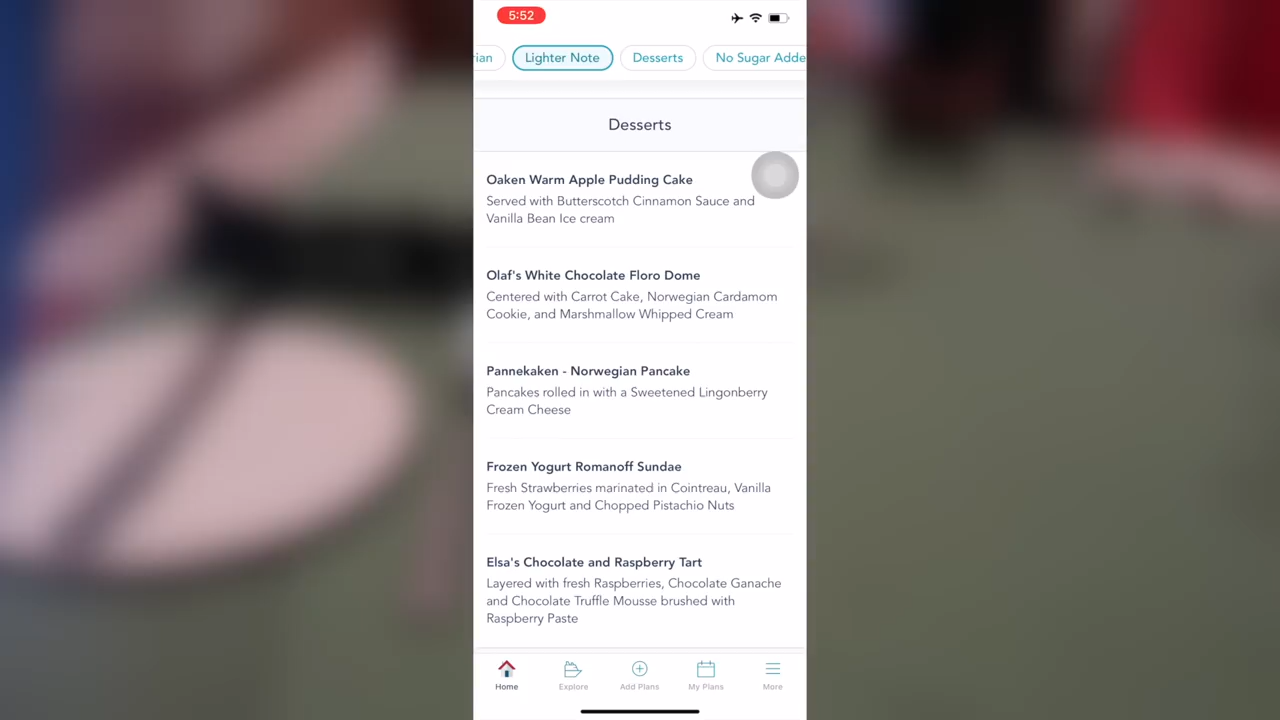 5:52
ian
Lighter Note
Desserts
No Sugar Adde
Desserts
Oaken Warm Apple Pudding Cake
Served with Butterscotch Cinnamon Sauce and
Vanilla Bean Ice cream
Olaf's White Chocolate Floro Dome
Centered with Carrot Cake, Norwegian Cardamom
Cookie, and Marshmallow Whipped Cream
Pannekaken - Norwegian Pancake
Pancakes rolled in with a Sweetened Lingonberry
Cream Cheese
Frozen Yogurt Romanoff Sundae
Fresh Strawberries marinated in Cointreau, Vanilla
Frozen Yogurt and Chopped Pistachio Nuts
Elsa's Chocolate and Raspberry Tart
Layered with fresh Raspberries, Chocolate Ganache
and Chocolate Truffle Mousse brushed with
Raspberry Paste
Home
Explore
Add Plans
My Plans
More